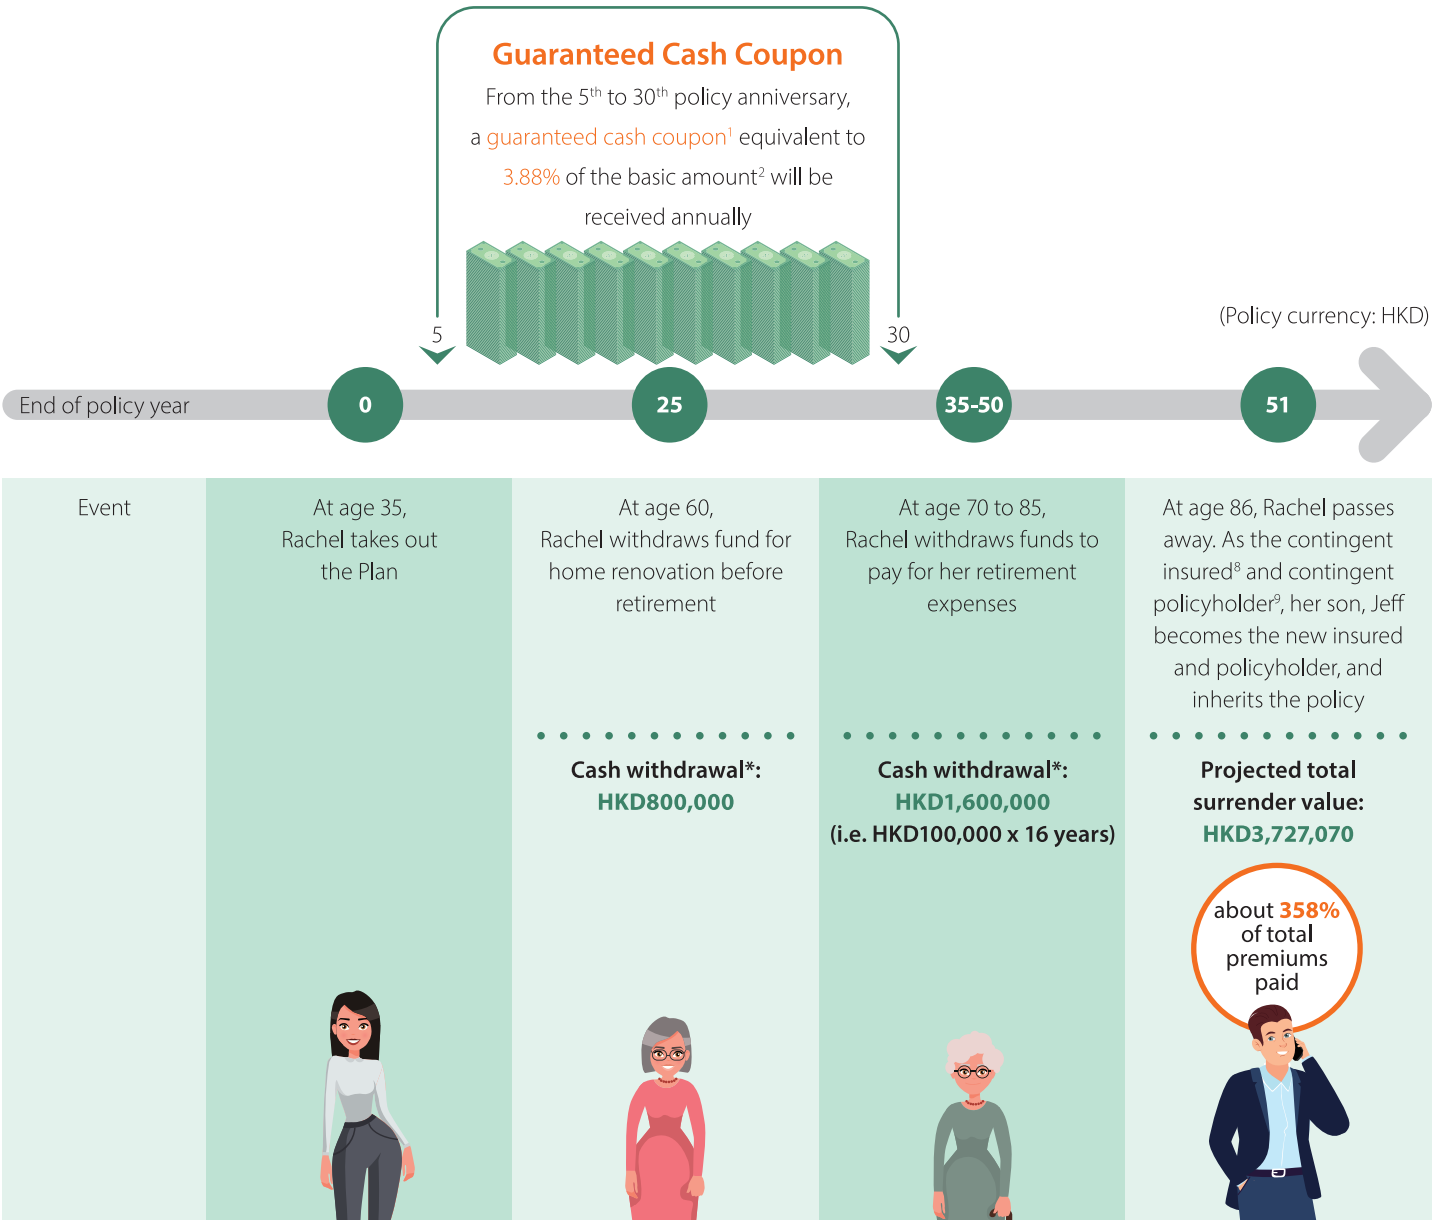 Guaranteed Cash Coupon
From the 5th to 30th policy anniversary,
a guaranteed cash coupon1 equivalent to
3.88% of the basic amount2 will be
received annually
5
30
(Policy currency: HKD)
End of policy year
0
25
35-50
51
Event
At age 35,
Rachel takes out
the Plan
At age 60,
Rachel withdraws fund for
home renovation before
retirement
Cash withdrawal*:
HKD800,000
At age 70 to 85,
Rachel withdraws funds to
pay for her retirement
expenses
Cash withdrawal*:
HKD1,600,000
(i.e. HKD100,000 x 16 years)
At age 86, Rachel passes
away. As the contingent
insured8 and contingent
policyholder9, her son, Jeff
becomes the new insured
and policyholder, and
inherits the policy
Projected total
surrender value:
HKD3,727,070
about 358%
of total
premiums
paid